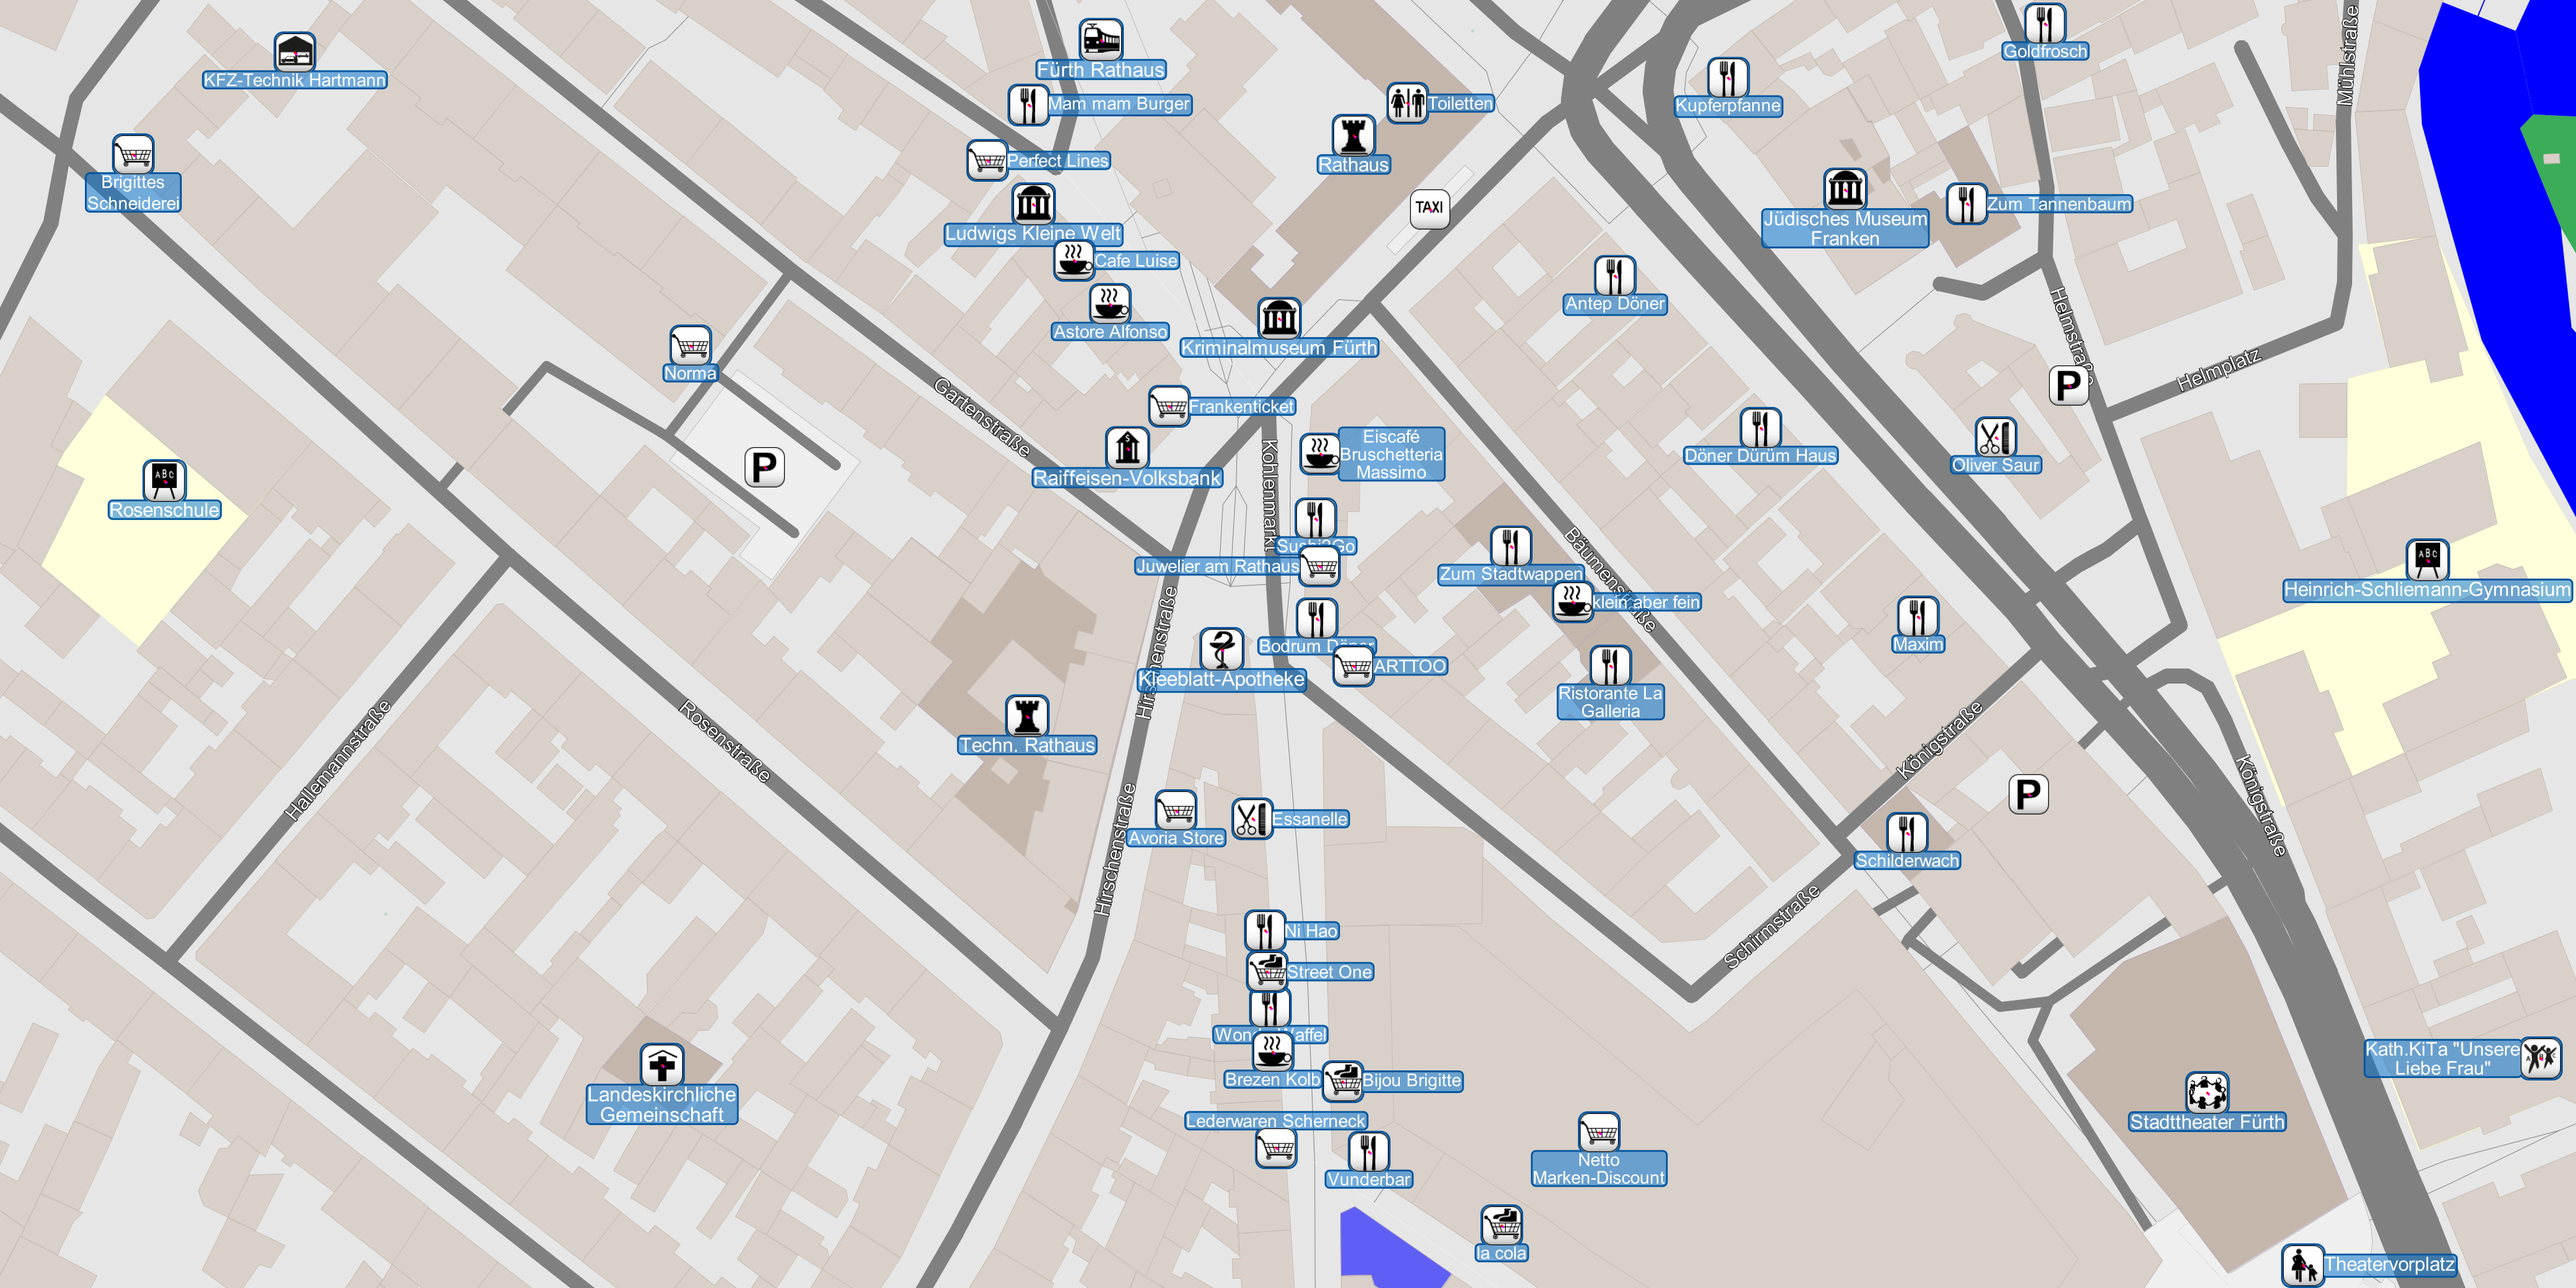 Goldfrosch
KFZ-Technik Hartmann
Fürth Rathaus
Mam mam Burger
Toiletten
Kupferpfanne
Mühlstraße
Brigittes
Schneiderei
Perfect Lines
Rathaus
TAXI
Ludwigs Kleine Welt
Cafe Luise
Jüdisches Museum
Franken
Zum Tannenbaum
Astore Alfonso
Antep Döner
Kriminalmuseum Fürth
Norma
Helmstraße
Helmplatz
P
Gartenstraße
Frankenticket
Raiffeisen-Volksbank
Kohlenmarkt
Eiscafé
Bruschetteria
Massimo
Döner Dürüm Haus
Oliver Saur
P
ABC
Rosenschule
Sushi2Go
Juwelier am Rathaus
Zum Stadtwappen
klein aber fein
Bäumenstraße
ABC
Heinrich-Schliemann-Gymnasium
Hirschenstraße
Bodrum Döner
ARTTOO
Kleeblatt-Apotheke
Maxim
Ristorante La
Galleria
Techn. Rathaus
Hallemannstraße
Rosenstraße
Königstraße
Königstraße
P
Hirschenstraße
Avoria Store
Essanelle
Schilderwach
Schirmstraße
Ni Hao
Street One
Brezen Kolb
Bijou Brigitte
Landeskirchliche
Gemeinschaft
Lederwaren Scherneck
Vunderbar
Netto
Marken-Discount
la cola
Kath.KiTa "Unsere
Liebe Frau"
Stadttheater Fürth
Theatervorplatz